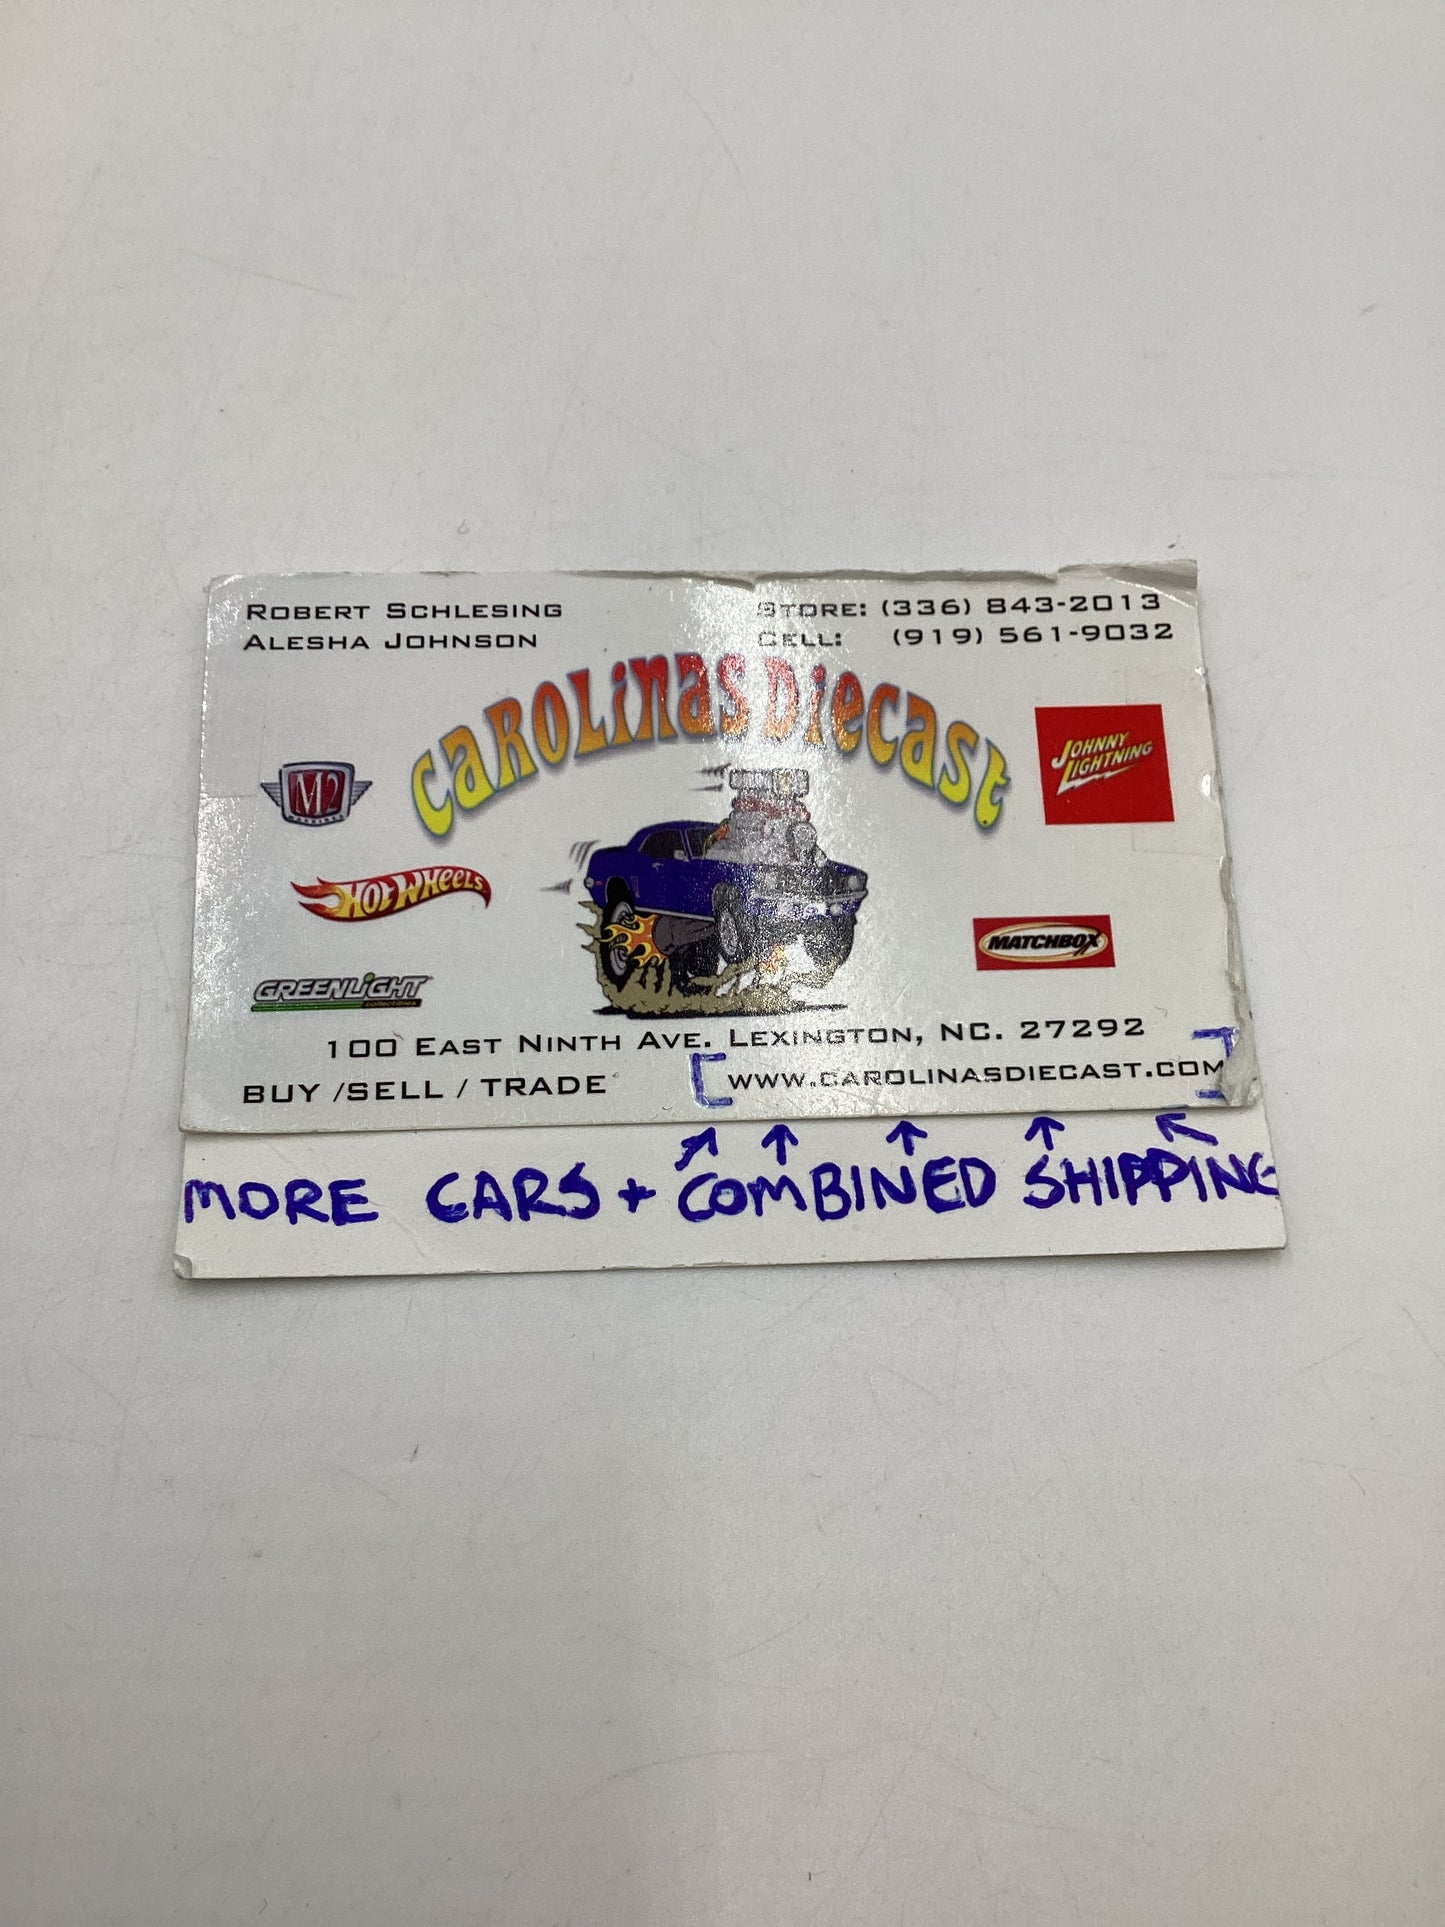 ROBERT SCHLESING
ALESHA JOHNSON
STORE: (336) 843-2013
CELL: (919) 561-9032
CAROLINAS DIECAST
M2
MACHINES
JOHNNY
LIGHTNING
HOT WHEELS
MATCHBOX
GREENLIGHT
collectibles
100 EAST NINTH AVE. LEXINGTON, NC. 27292
BUY /SELL / TRADE
WWW.CAROLINASDIECAST.COM
MORE CARS + COMBINED SHIPPING